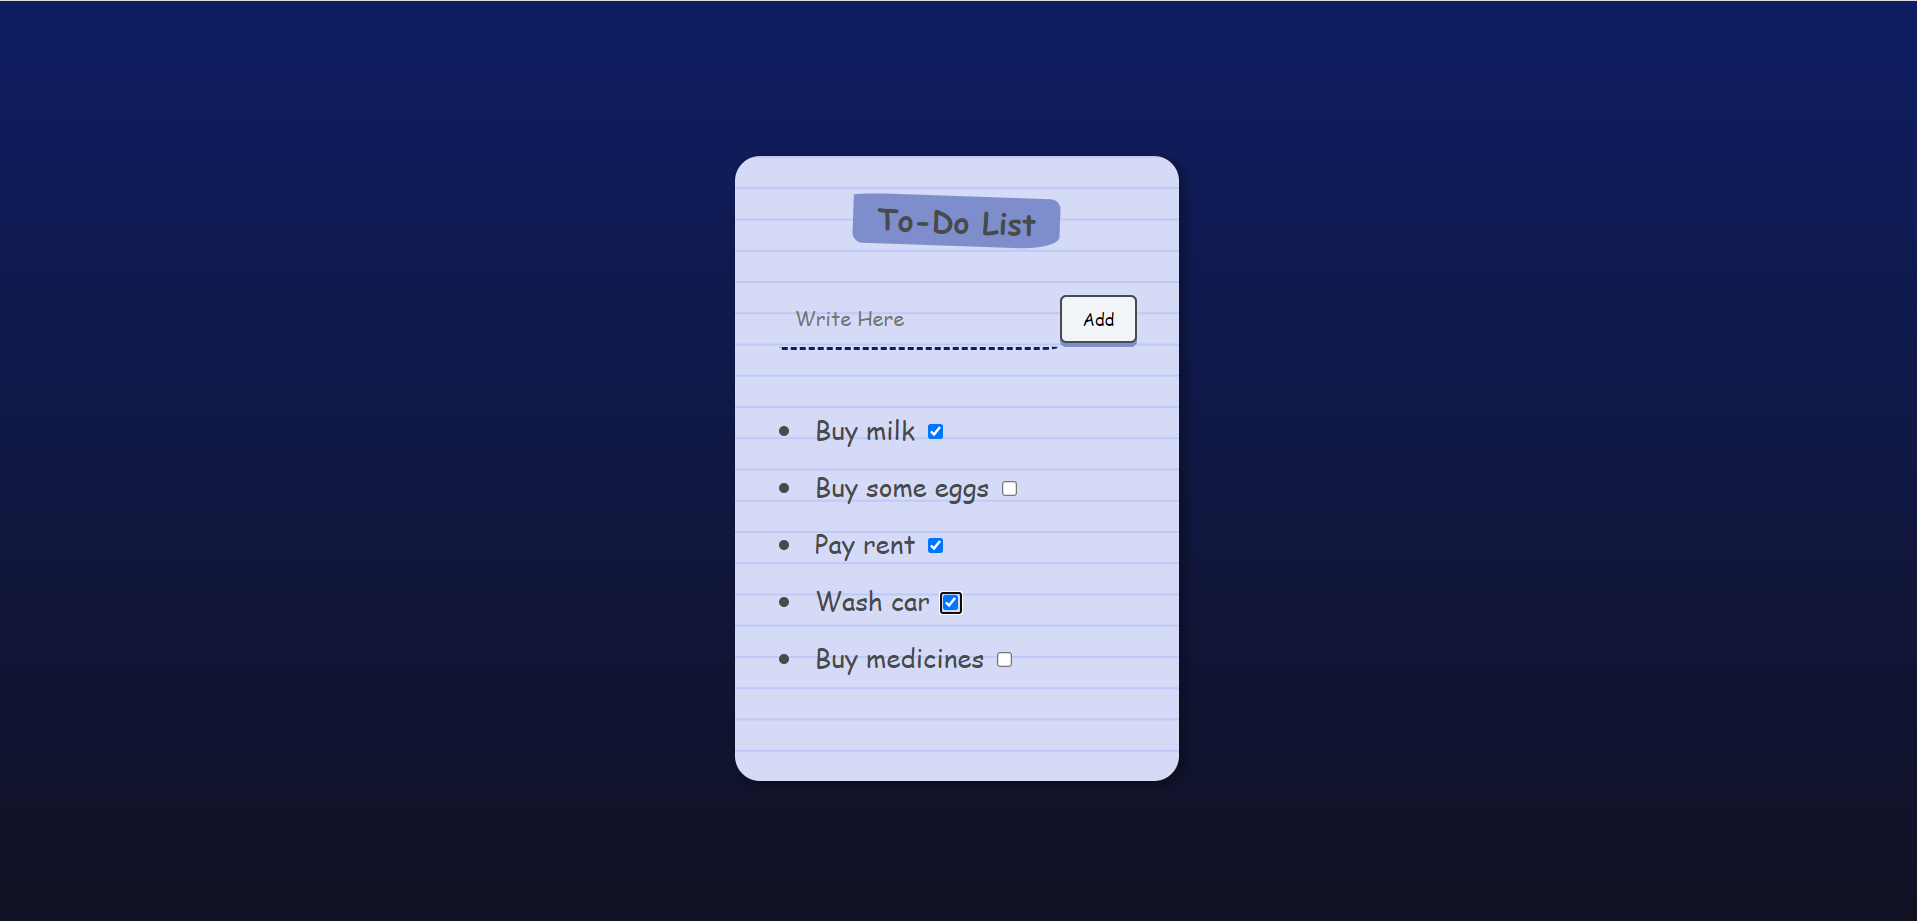 To-Do List
Write Here
Add
Buy milk
Buy some eggs
Pay rent
Wash car
Buy medicines